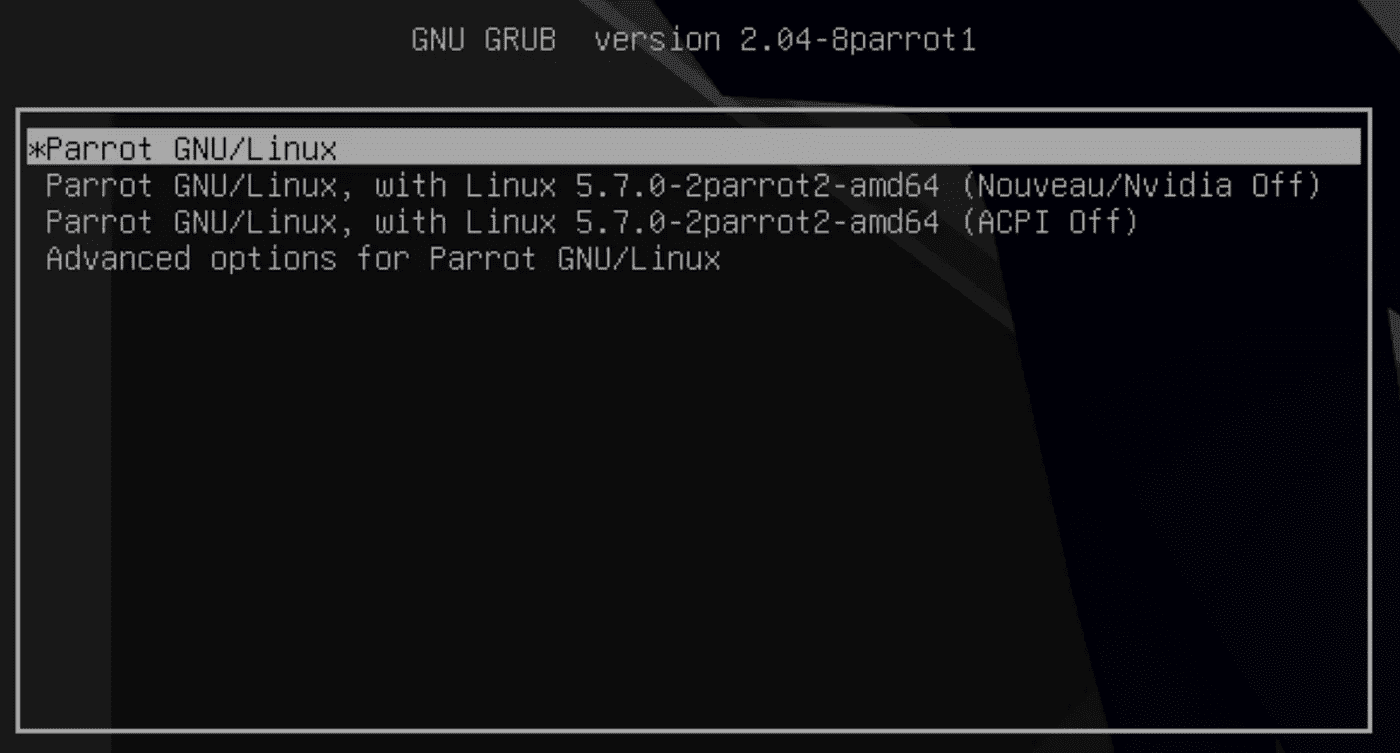 GNU GRUB  version 2.04-8parrot1
*Parrot GNU/Linux
Parrot GNU/Linux, with Linux 5.7.0-2parrot2-amd64 (Nouveau/Nvidia Off)
Parrot GNU/Linux, with Linux 5.7.0-2parrot2-amd64 (ACPI Off)
Advanced options for Parrot GNU/Linux